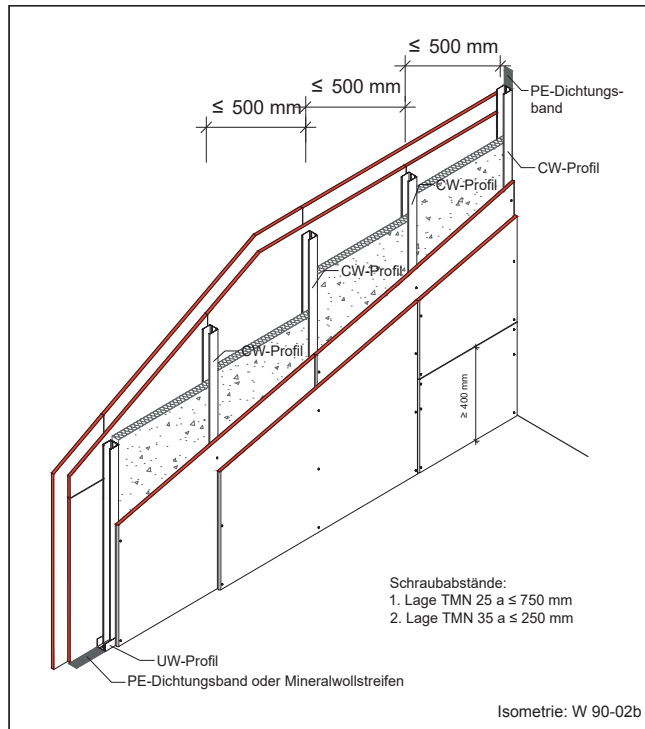 ≤ 500 mm
≤ 500 mm
≤ 500 mm
PE-Dichtungs-
band
CW-Profil
CW-Profil
CW-Profil
CW-Profil
≥ 400 mm
Schraubabstände:
1. Lage TMN 25 a ≤ 750 mm
2. Lage TMN 35 a ≤ 250 mm
UW-Profil
PE-Dichtungsband oder Mineralwollstreifen
Isometrie: W 90-02b